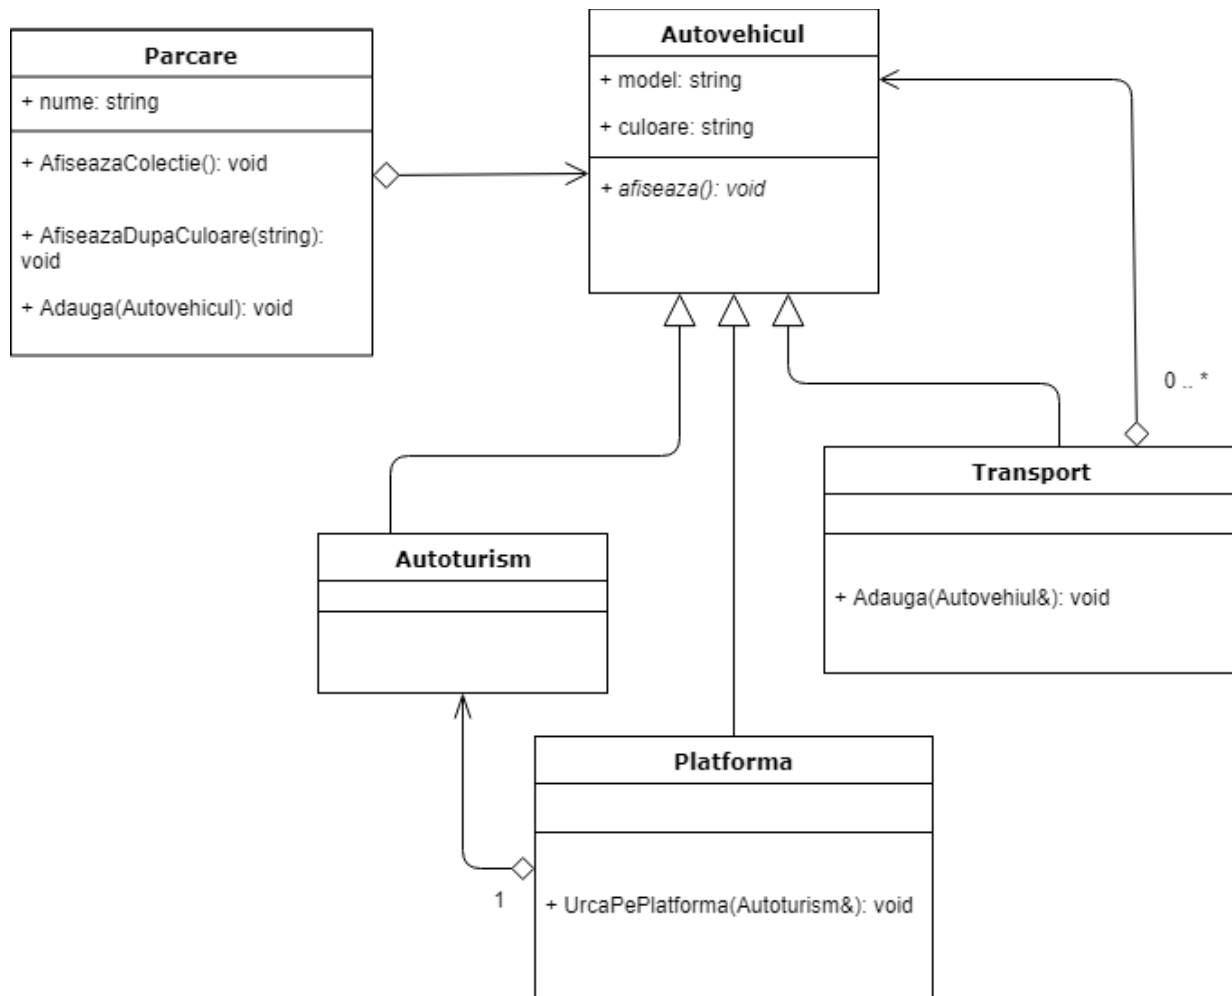 Parcare
+ nume: string
+ AfiseazaColectie(): void
+ AfiseazaDupaCuloare(string):
void
+ Adauga(Autovehicul): void
Autovehicul
+ model: string
+ culoare: string
+ afiseaza(): void
0 .. *
Transport
+ Adauga(Autovehiul&): void
Autoturism
Platforma
1
+ UrcaPePlatforma(Autoturism&): void